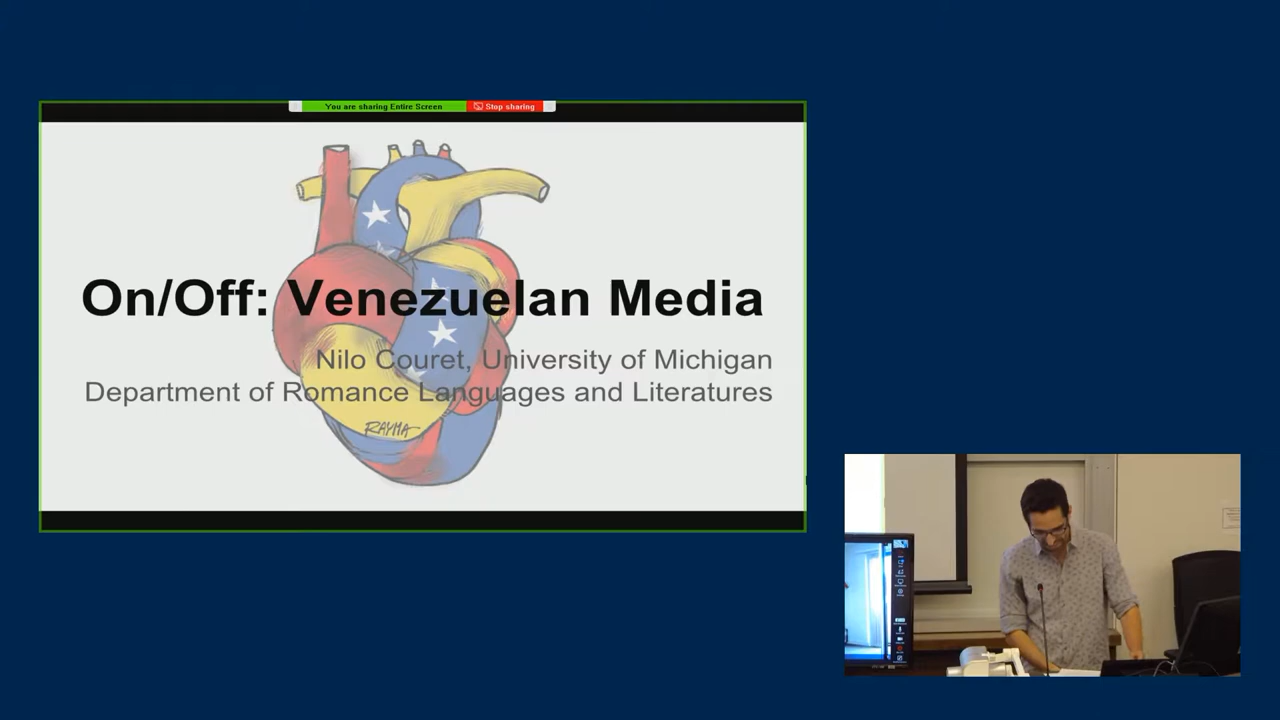 You are sharing Entire Screen
Stop sharing
On/Off: Venezuelan Media
Nilo Couret, University of Michigan
Department of Romance Languages and Literatures
RAYMA